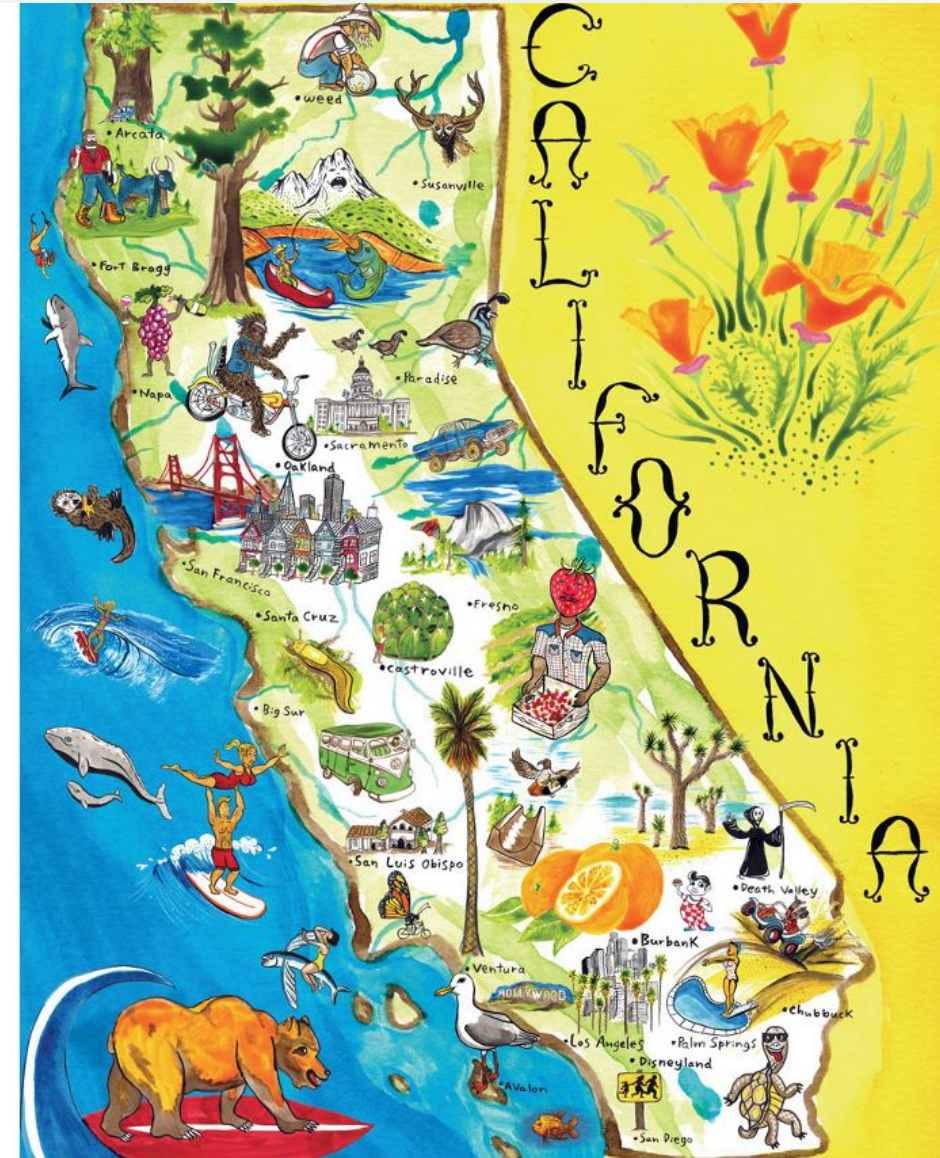 CALIFORNIA
•weed
•Arcata
•Susanville
•Fort Bragg
•Paradise
•Napa
•Sacramento
•Oakland
•San Francisco
•Fresno
•Santa Cruz
•Castroville
•Big Sur
•San Luis Obispo
•Death Valley
•Burbank
•Ventura
HOLLYWOOD
•Chubbuck
•Los Angeles
•Palm Springs
•Disneyland
•Avalon
•San Diego